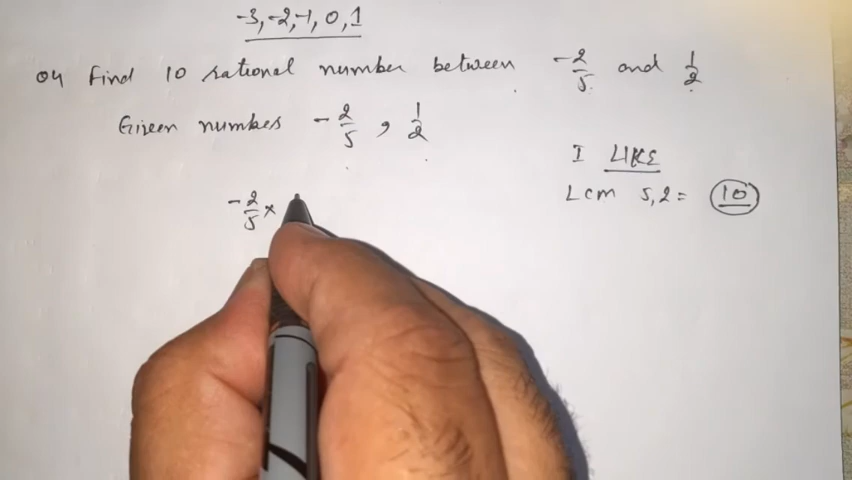 -3, -2, -1, 0, 1
Q4 Find 10 rational number between -2/5 and 1/2
Given numbers -2/5 , 1/2
I LIKE
LCM 5,2 = 10
-2/5 ×